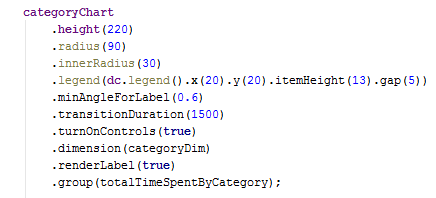 categoryChart
.height(220)
.radius(90)
.innerRadius(30)
.legend(dc.legend().x(20).y(20).itemHeight(13).gap(5))
.minAngleForLabel(0.6)
.transitionDuration(1500)
.turnOnControls(true)
.dimension(categoryDim)
.renderLabel(true)
.group(totalTimeSpentByCategory);